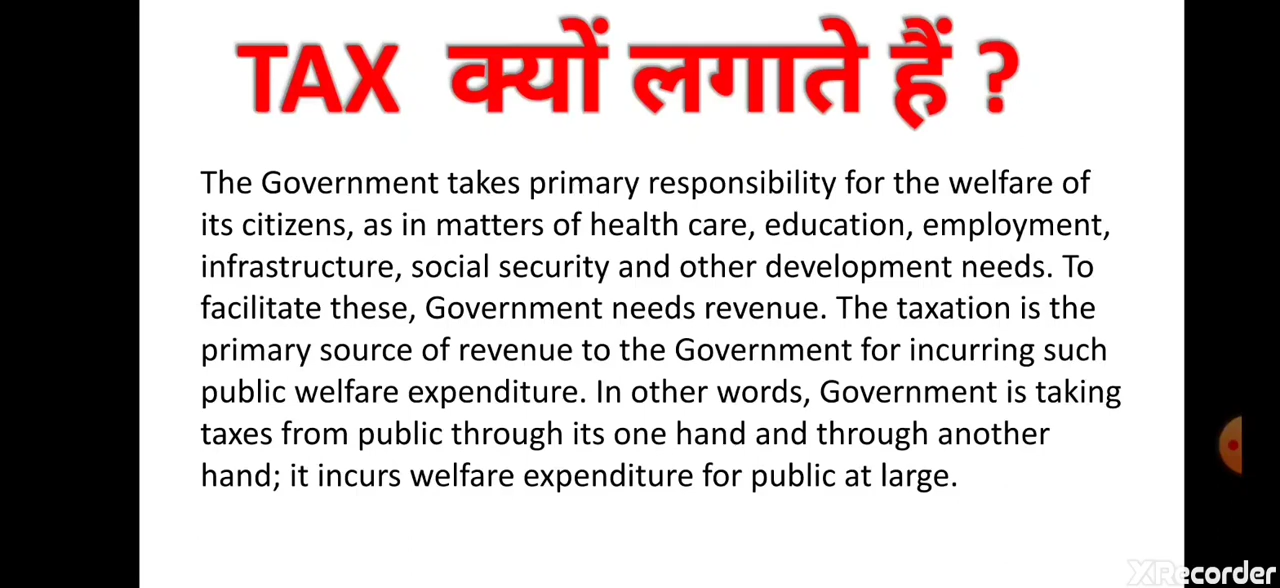 TAX क्यों लगाते हैं ?
The Government takes primary responsibility for the welfare of
its citizens, as in matters of health care, education, employment,
infrastructure, social security and other development needs. To
facilitate these, Government needs revenue. The taxation is the
primary source of revenue to the Government for incurring such
public welfare expenditure. In other words, Government is taking
taxes from public through its one hand and through another
hand; it incurs welfare expenditure for public at large.
XRecorder